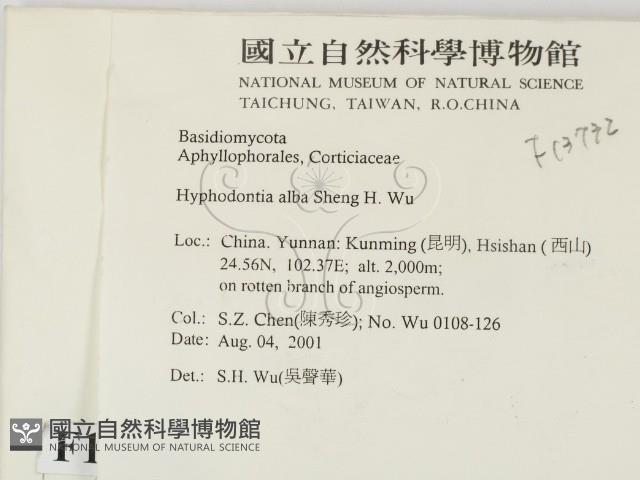 國立自然科學博物館
NATIONAL MUSEUM OF NATURAL SCIENCE
TAICHUNG, TAIWAN, R.O.CHINA
F13732
Basidiomycota
Aphyllophorales, Corticiaceae
Hyphodontia alba Sheng H. Wu
Loc.: China. Yunnan: Kunming (昆明), Hsishan (西山)
24.56N, 102.37E; alt. 2,000m;
on rotten branch of angiosperm.
Col.: S.Z. Chen(陳秀珍); No. Wu 0108-126
Date: Aug. 04, 2001
Det.: S.H. Wu(吳聲華)
國立自然科學博物館
NATIONAL MUSEUM OF NATURAL SCIENCE